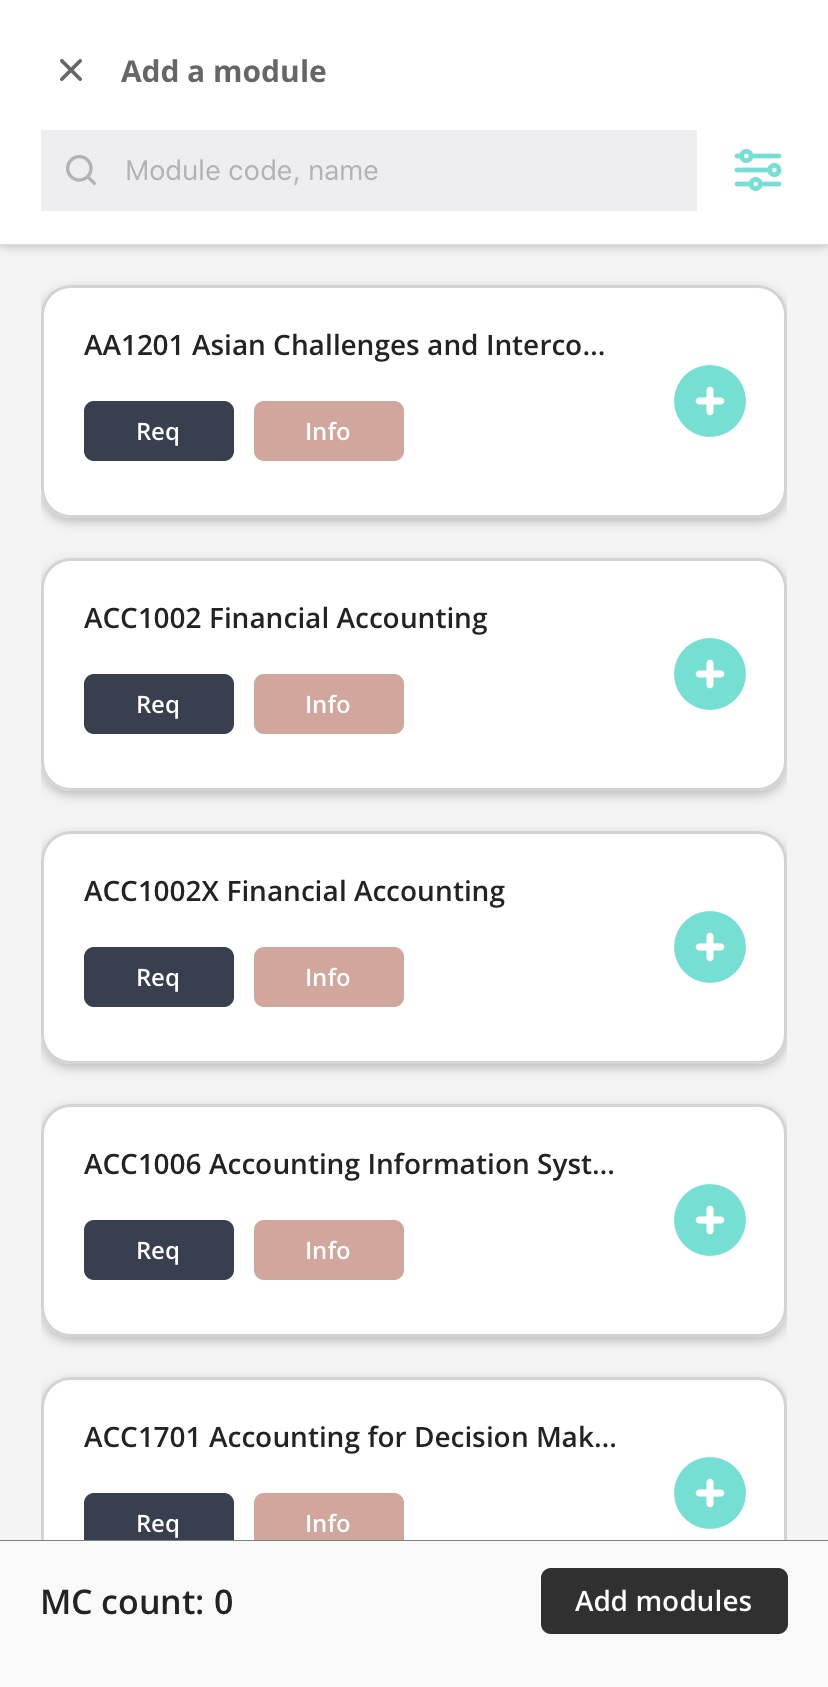 Add a module
Module code, name
AA1201 Asian Challenges and Interco...
Req Info
ACC1002 Financial Accounting
Req Info
ACC1002X Financial Accounting
Req Info
ACC1006 Accounting Information Syst...
Req Info
ACC1701 Accounting for Decision Mak...
Req Info
MC count: 0 Add modules